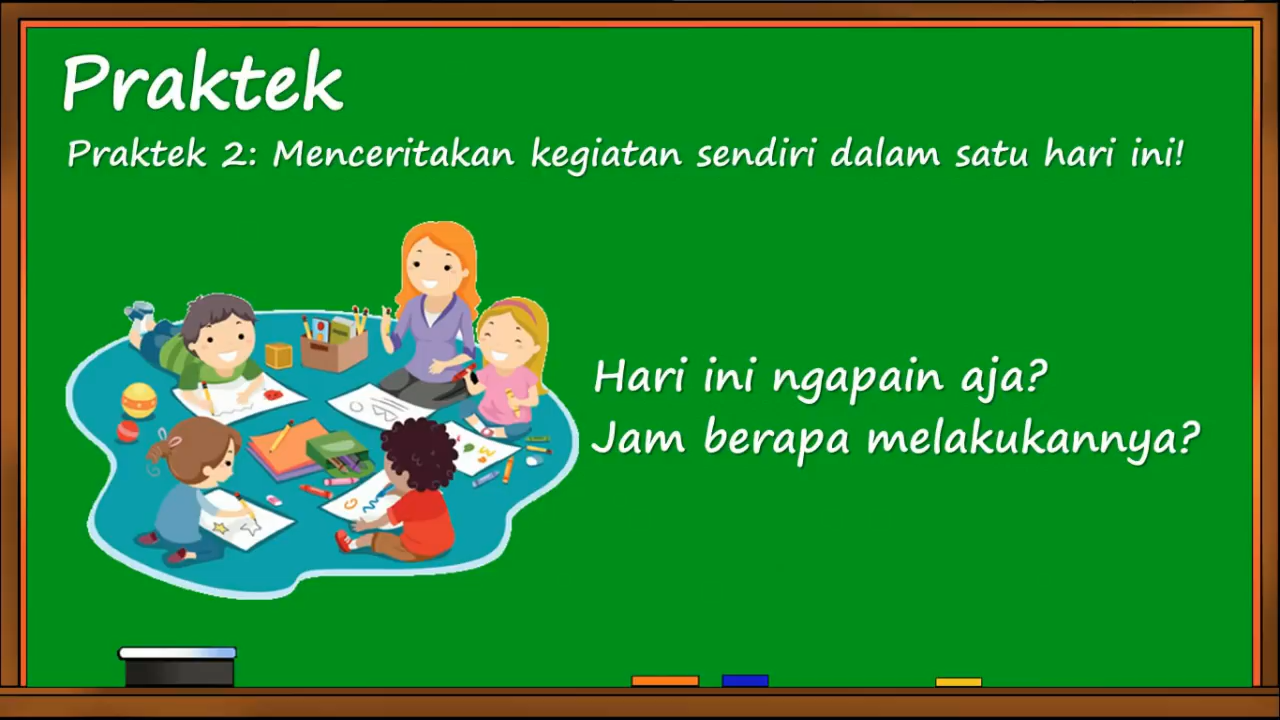 Praktek
Praktek 2: Menceritakan kegiatan sendiri dalam satu hari ini!
Hari ini ngapain aja?
Jam berapa melakukannya?